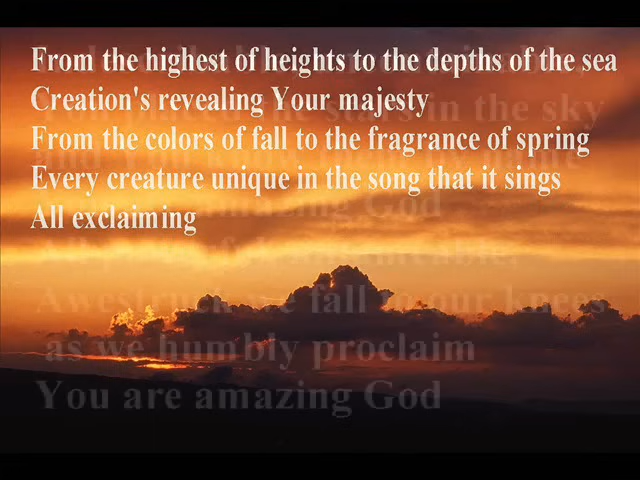 From the highest of heights to the depths of the sea
Creation's revealing Your majesty
From the colors of fall to the fragrance of spring
Every creature unique in the song that it sings
All exclaiming
in the sky
amazing God
All
Awestruck we fall to our knees
as we humbly proclaim
You are amazing God